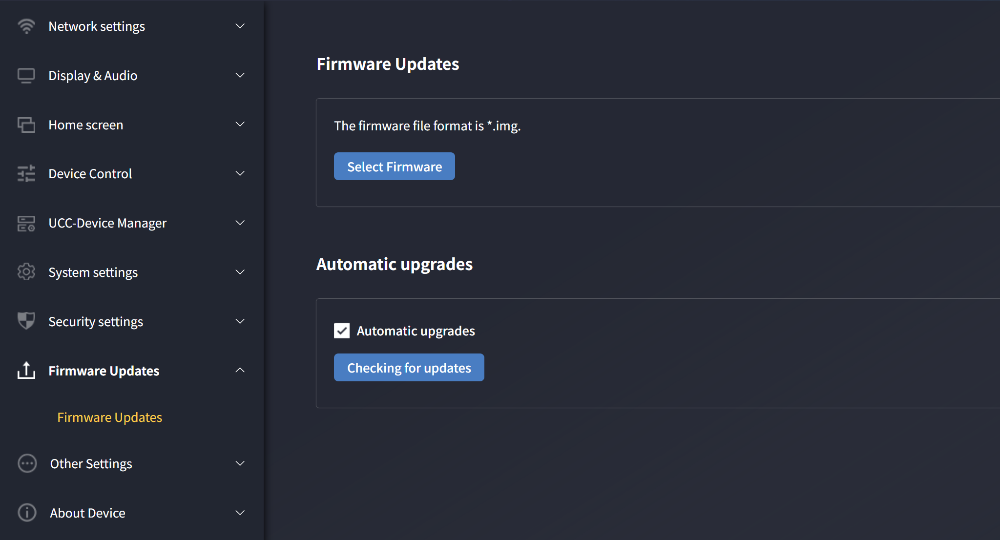 Network settings
Display & Audio
Home screen
Device Control
UCC-Device Manager
System settings
Security settings
Firmware Updates
Firmware Updates
Other Settings
About Device
Firmware Updates
The firmware file format is *.img.
Select Firmware
Automatic upgrades
Automatic upgrades
Checking for updates